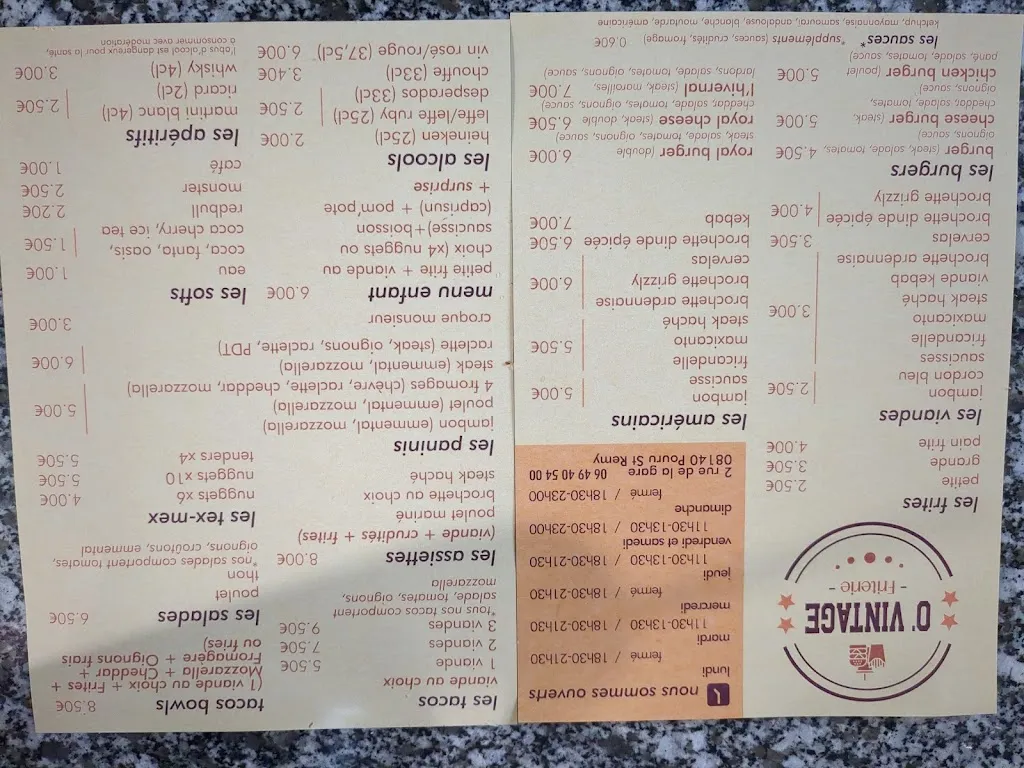 O' VINTAGE
- Friterie -
les frites
petite 2.50€
grande 3.50€
pain frite 4.00€
les viandes
jambon
cordon bleu 2.50€
saucisses
fricandelle
maxicanto
steak haché 3.00€
viande kebab
brochette ardennaise
cervelas 3.50€
brochette dinde épicée
brochette grizzly 4.00€
les burgers
burger (steak, salade, tomates, 4.50€
oignons, sauce)
cheese burger (steak, 5.00€
cheddar, salade, tomates,
oignons, sauce)
chicken burger (poulet 5.00€
pané, salade, tomates, sauce)
les sauces* *suppléments (sauces, crudités, fromage) 0.60€
ketchup, mayonnaise, samouraï, andalouse, blanche, moutarde, américaine
nous sommes ouverts
lundi
fermé / 18h30-21h30
mardi
11h30-13h30 / 18h30-21h30
mercredi
fermé / 18h30-21h30
jeudi
11h30-13h30 / 18h30-21h30
vendredi et samedi
11h30-13h30 / 18h30-23h00
dimanche
fermé / 18h30-23h00
2 rue de la gare 06 49 40 54 00
08140 Pouru St Remy
les américains
jambon
saucisse 5.00€
fricandelle
maxicanto 5.50€
steak haché
brochette ardennaise
brochette grizzly 6.00€
cervelas
brochette dinde épicée 6.50€
kebab 7.00€
royal burger (double 6.00€
steak, salade, tomates, oignons, sauce)
royal cheese (steak, double 6.50€
cheddar, salade, tomates, oignons, sauce)
l'hivernal (steak, maroilles, 7.00€
lardons, salade, tomates, oignons, sauce)
les tacos
viande au choix
1 viande 5.50€
2 viandes 7.50€
3 viandes 9.50€
*tous nos tacos comportent
salade, tomates, oignons,
mozzarella
les assiettes 8.00€
(viande + crudités + frites)
poulet mariné
brochette au choix
steak haché
les paninis
jambon (emmental, mozzarella)
poulet (emmental, mozzarella) 5.00€
4 fromages (chèvre, raclette, cheddar, mozzarella)
steak (emmental, mozzarella) 6.00€
raclette (steak, oignons, raclette, PDT)
croque monsieur 3.00€
menu enfant 6.00€
petite frite + viande au
choix (x4 nuggets ou
saucisse)+boisson
(caprisun) + pom'pote
+ surprise
les alcools
heineken (25cl) 2.00€
leffe/leffe ruby (25cl) 2.50€
desperados (33cl)
chouffe (33cl) 3.40€
vin rosé/rouge (37,5cl) 6.00€
tacos bowls 8.50€
(1 viande au choix + Frites +
Mozzarella + Cheddar +
Fromagère + Oignons frais
ou fries)
les salades 6.50€
poulet
thon
*nos salades comportent tomates,
oignons, croûtons, emmental
les tex-mex
nuggets x6 4.00€
nuggets x10 5.50€
tenders x4 5.50€
les softs
eau 1.00€
coca, fanta, oasis, 1.50€
coca cherry, ice tea
redbull 2.20€
monster 2.50€
café 1.00€
les apéritifs
martini blanc (4cl) 2.50€
ricard (2cl)
whisky (4cl) 3.00€
l'abus d'alcool est dangereux pour la santé,
à consommer avec modération